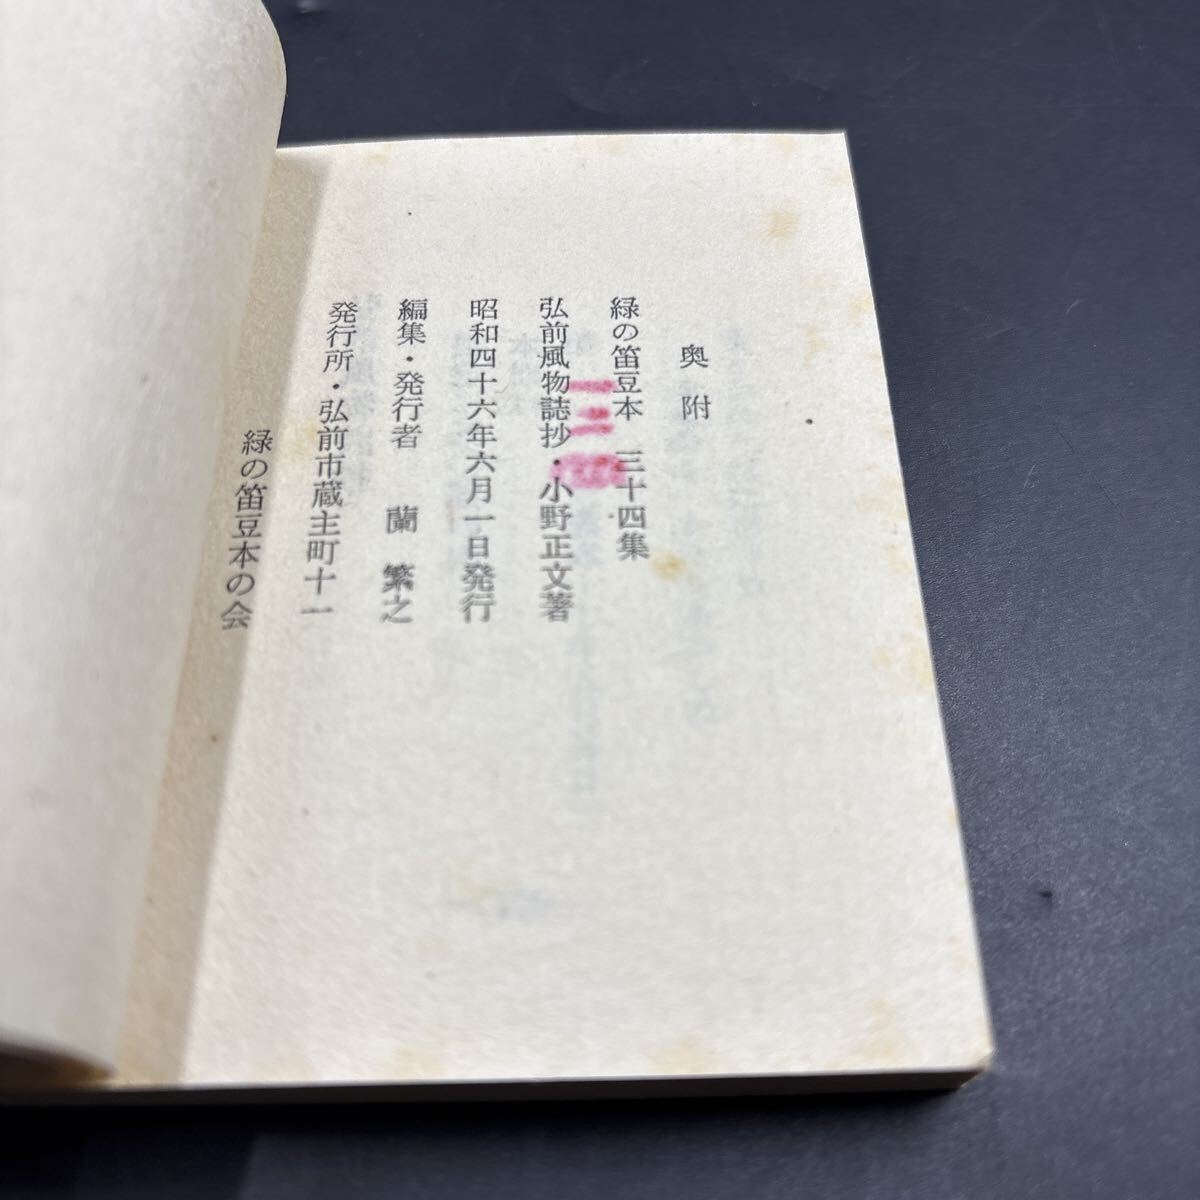 奥附
緑の笛豆本 三十四集
弘前風物誌抄・小野正文著
昭和四十六年六月一日発行
編集・発行者 蘭繁之
発行所・弘前市蔵主町十一
緑の笛豆本の会